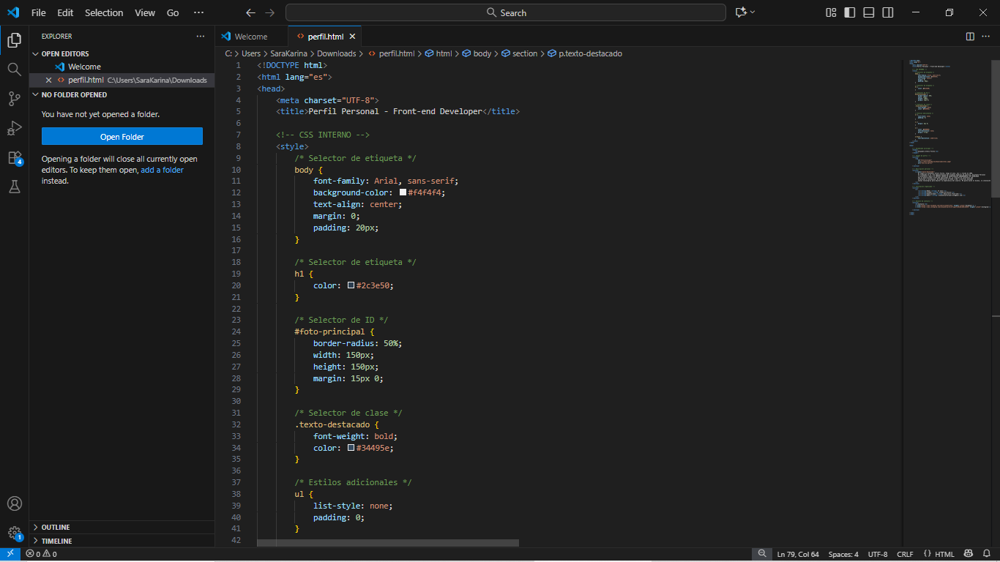 File Edit Selection View Go ··· Search
EXPLORER ···
OPEN EDITORS
Welcome
perfil.html C:\Users\SaraKarina\Downloads
NO FOLDER OPENED
You have not yet opened a folder.
Open Folder
Opening a folder will close all currently open
editors. To keep them open, add a folder
instead.
4
1
OUTLINE
TIMELINE
Welcome perfil.html
C: > Users > SaraKarina > Downloads > perfil.html > html > body > section > p.texto-destacado
1 <!DOCTYPE html>
2 <html lang="es">
3 <head>
4 <meta charset="UTF-8">
5 <title>Perfil Personal - Front-end Developer</title>
6
7 <!-- CSS INTERNO -->
8 <style>
9 /* Selector de etiqueta */
10 body {
11 font-family: Arial, sans-serif;
12 background-color: #f4f4f4;
13 text-align: center;
14 margin: 0;
15 padding: 20px;
16 }
17
18 /* Selector de etiqueta */
19 h1 {
20 color: #2c3e50;
21 }
22
23 /* Selector de ID */
24 #foto-principal {
25 border-radius: 50%;
26 width: 150px;
27 height: 150px;
28 margin: 15px 0;
29 }
30
31 /* Selector de clase */
32 .texto-destacado {
33 font-weight: bold;
34 color: #34495e;
35 }
36
37 /* Estilos adicionales */
38 ul {
39 list-style: none;
40 padding: 0;
41 }
42
0 0 Ln 79, Col 64 Spaces: 4 UTF-8 CRLF {} HTML